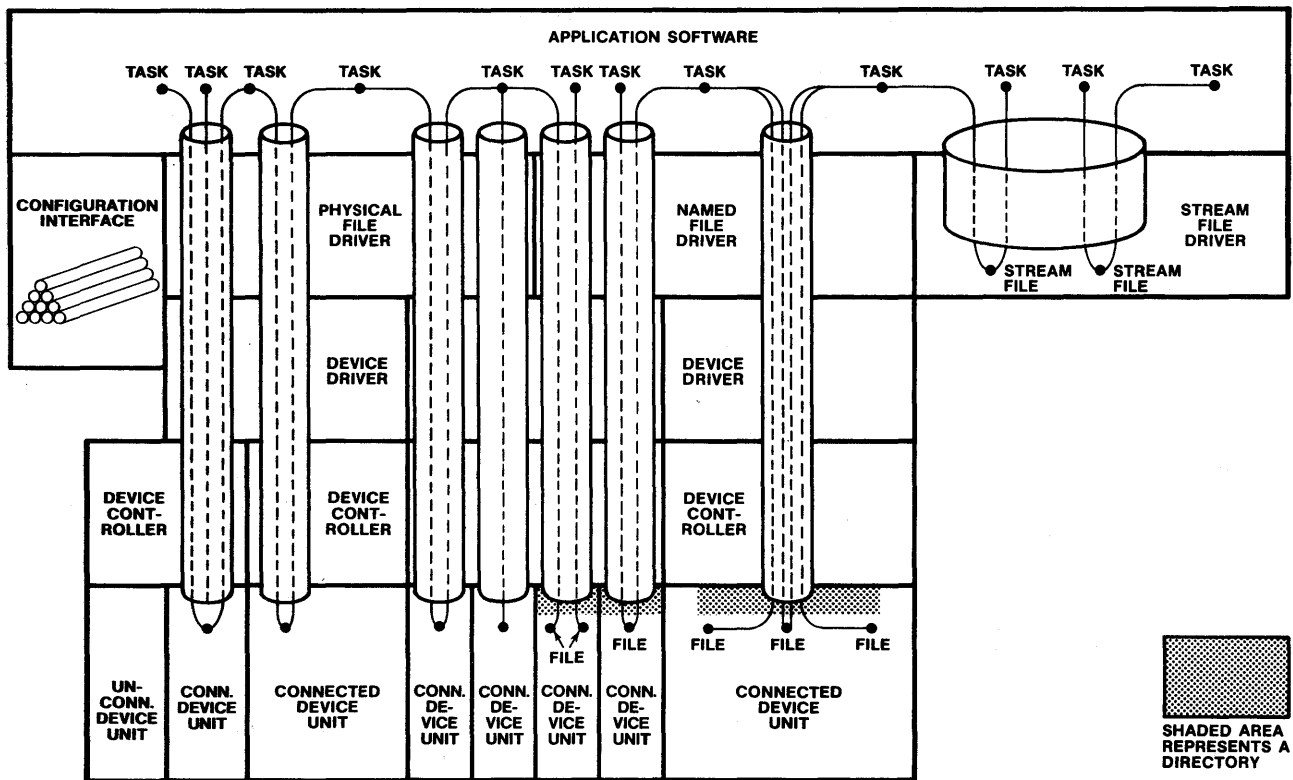 APPLICATION SOFTWARE
TASK TASK TASK TASK TASK TASK TASK TASK TASK TASK TASK TASK
CONFIGURATION
INTERFACE
PHYSICAL
FILE
DRIVER
NAMED
FILE
DRIVER
STREAM
FILE
DRIVER
STREAM
FILE
STREAM
FILE
DEVICE
DRIVER
DEVICE
DRIVER
DEVICE
CONT-
ROLLER
DEVICE
CONT-
ROLLER
DEVICE
CONT-
ROLLER
FILE
FILE
FILE
FILE
FILE
UN-
CONN.
DEVICE
UNIT
CONN.
DEVICE
UNIT
CONNECTED
DEVICE
UNIT
CONN.
DE-
VICE
UNIT
CONN.
DE-
VICE
UNIT
CONN.
DE-
VICE
UNIT
CONN.
DE-
VICE
UNIT
CONNECTED
DEVICE
UNIT
SHADED AREA
REPRESENTS A
DIRECTORY